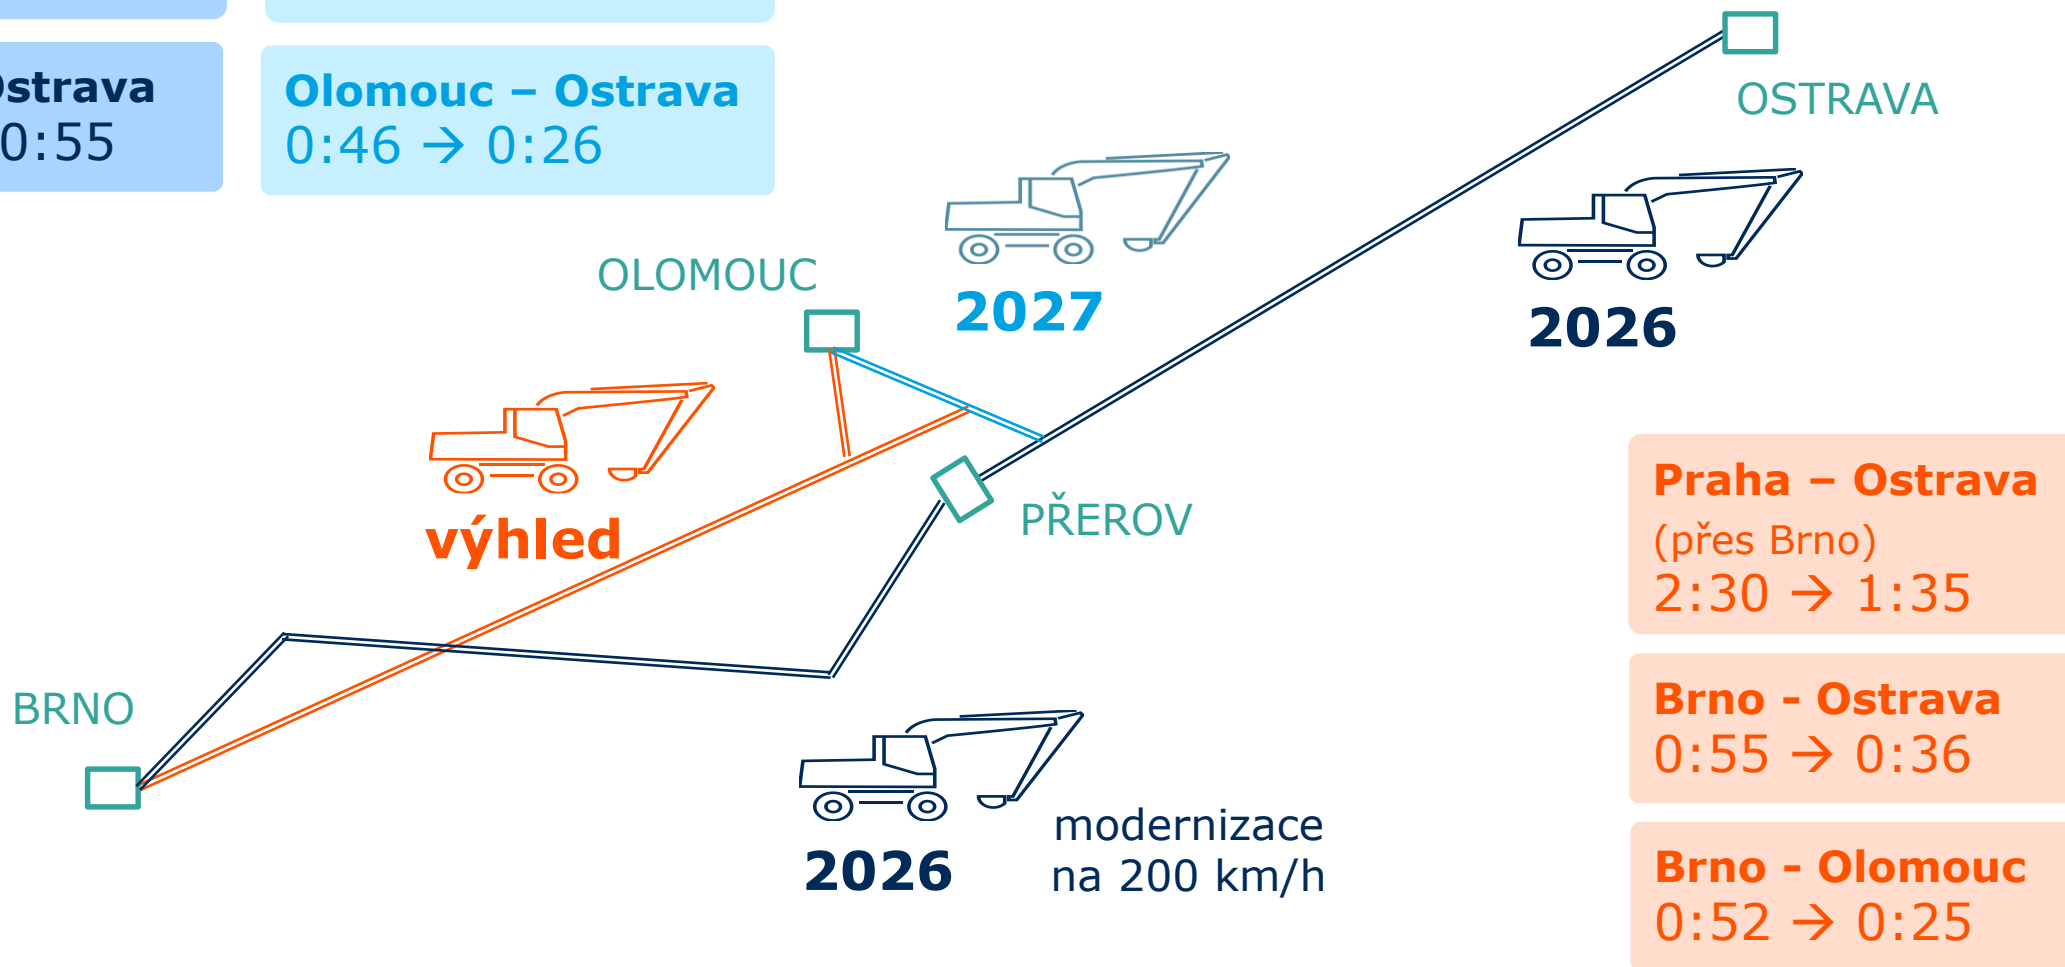 Ostrava
0:55
Olomouc – Ostrava
0:46 → 0:26
OSTRAVA
OLOMOUC
2027
2026
výhled
PŘEROV
BRNO
2026
modernizace
na 200 km/h
Praha – Ostrava
(přes Brno)
2:30 → 1:35
Brno - Ostrava
0:55 → 0:36
Brno - Olomouc
0:52 → 0:25